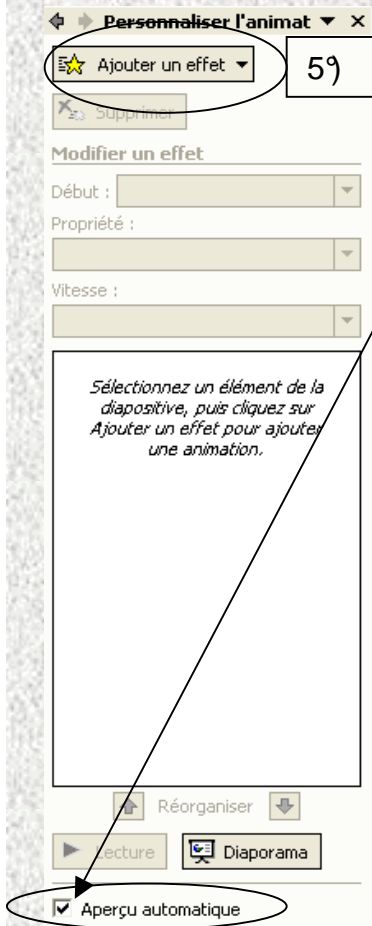 Personnaliser l'animat
Ajouter un effet
5°)
Supprimer
Modifier un effet
Début :
Propriété :
Vitesse :
Sélectionnez un élément de la
diapositive, puis cliquez sur
Ajouter un effet pour ajouter
une animation.
Réorganiser
Lecture
Diaporama
Aperçu automatique